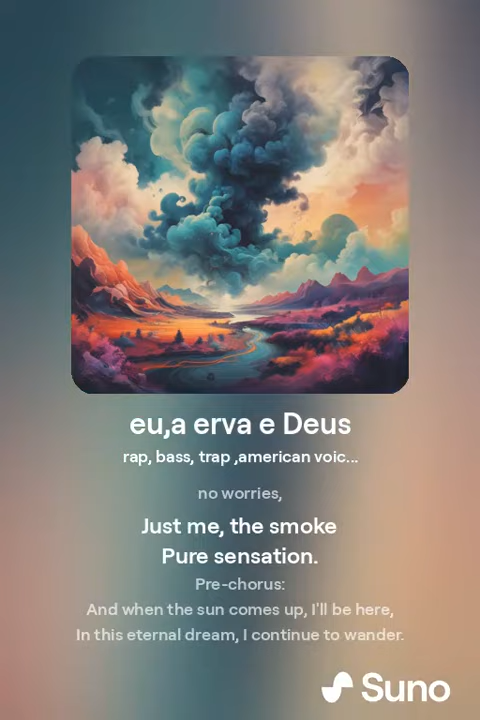 eu,a erva e Deus
rap, bass, trap ,american voic...
no worries,
Just me, the smoke
Pure sensation.
Pre-chorus:
And when the sun comes up, I'll be here,
In this eternal dream, I continue to wander.
Suno